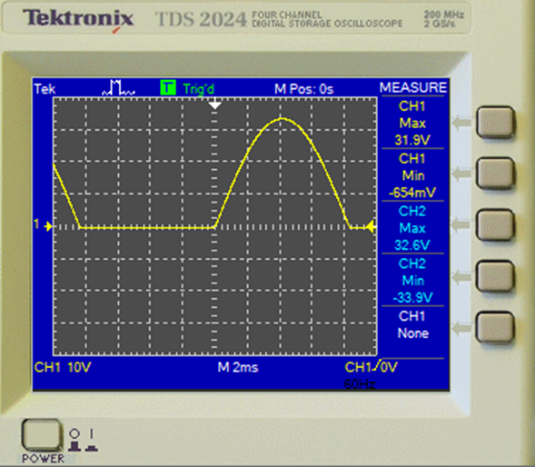 Tektronix TDS 2024 FOUR CHANNEL DIGITAL STORAGE OSCILLOSCOPE 200 MHz 2 GS/s
Tek T Trig'd M Pos: 0s MEASURE
CH1
Max
31.9V
CH1
Min
-654mV
1
CH2
Max
32.6V
CH2
Min
-33.9V
CH1
None
CH1 10V M 2ms CH1 / 0V
60Hz
POWER